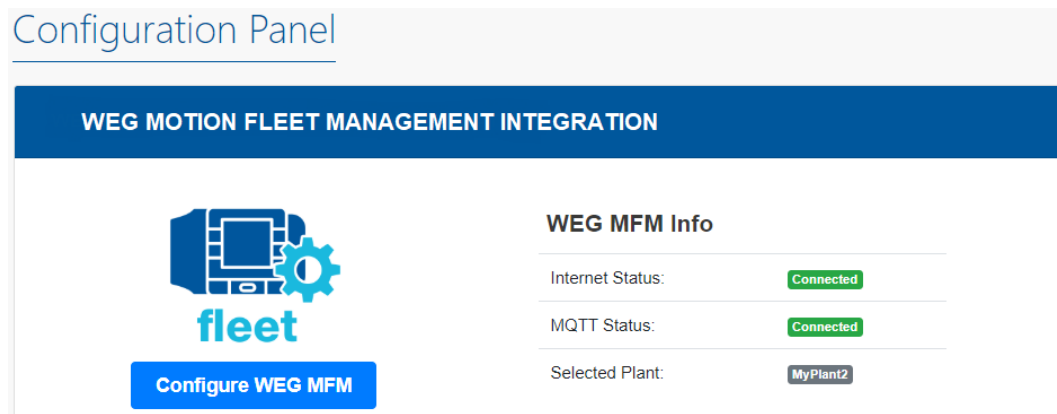 Configuration Panel
WEG MOTION FLEET MANAGEMENT INTEGRATION
fleet
Configure WEG MFM
WEG MFM Info
Internet Status: Connected
MQTT Status: Connected
Selected Plant: MyPlant2